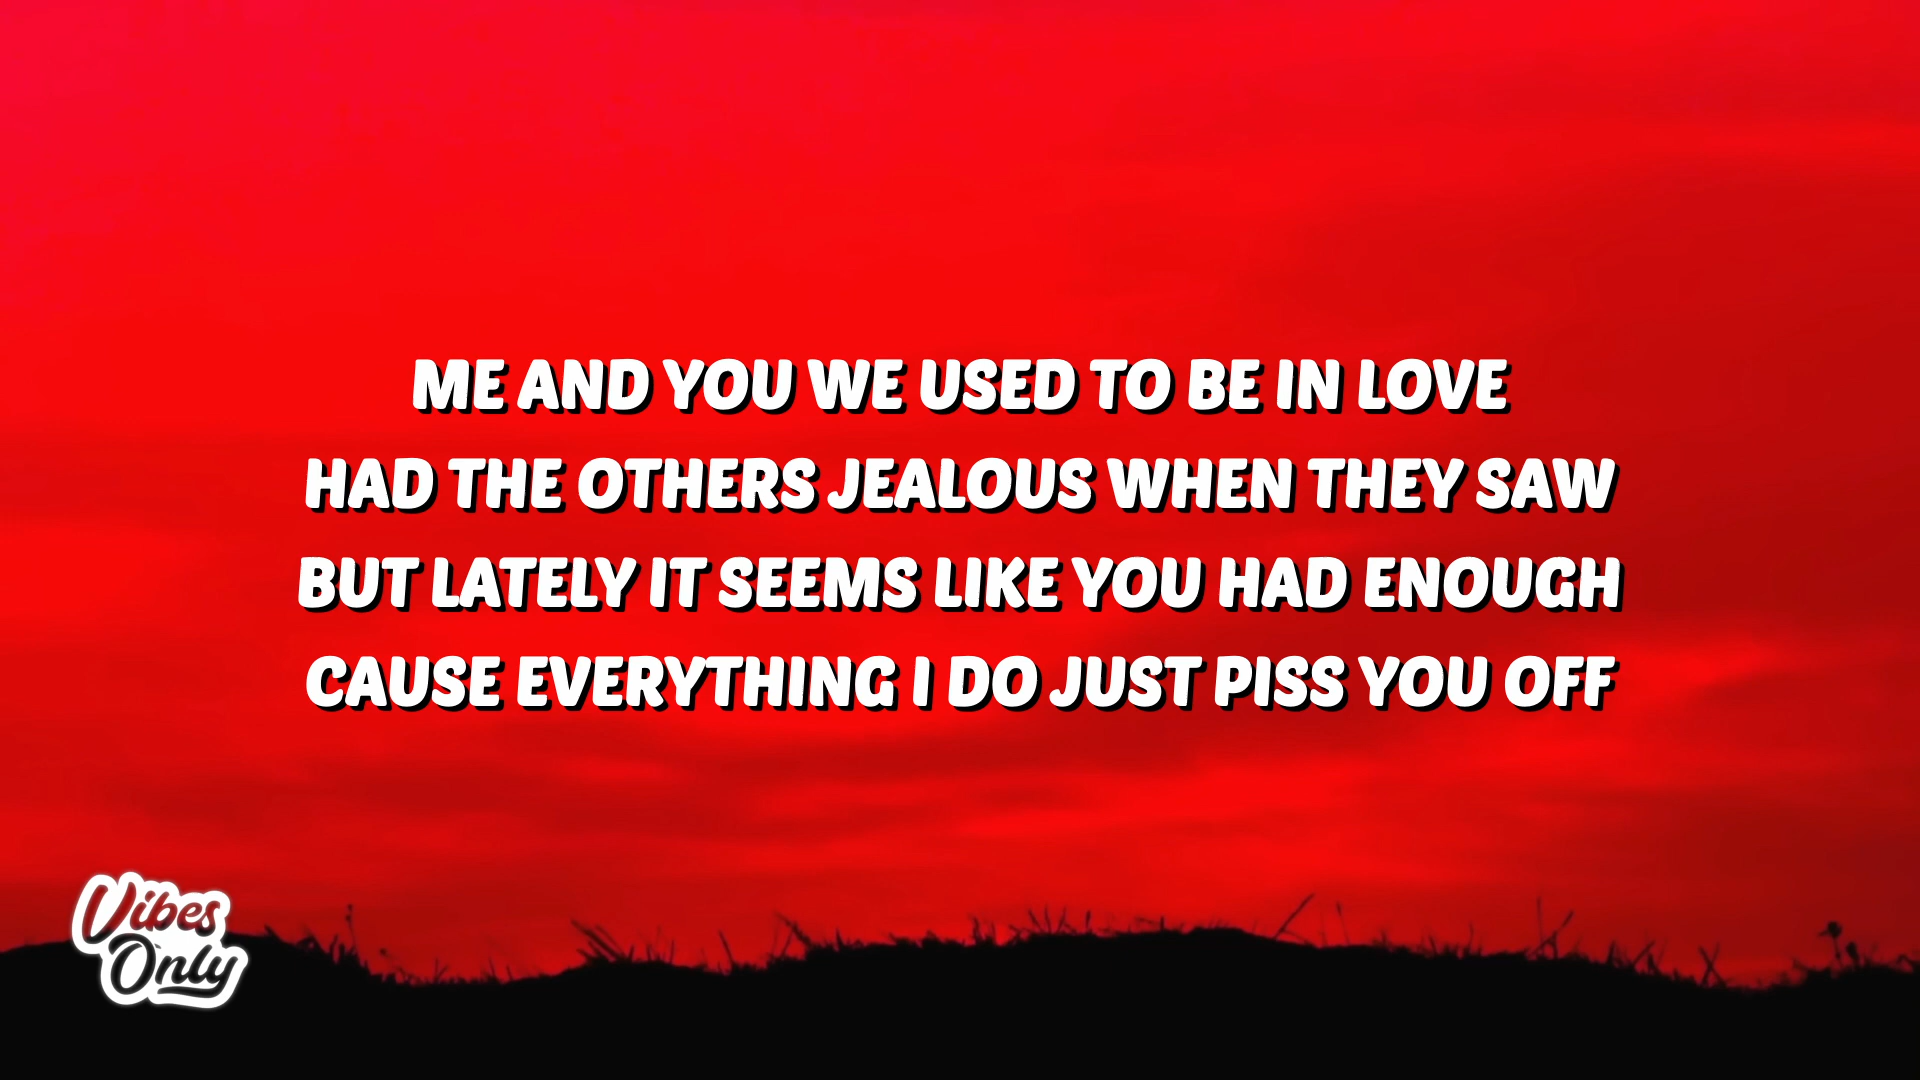 ME AND YOU WE USED TO BE IN LOVE
HAD THE OTHERS JEALOUS WHEN THEY SAW
BUT LATELY IT SEEMS LIKE YOU HAD ENOUGH
CAUSE EVERYTHING I DO JUST PISS YOU OFF
Vibes
Only